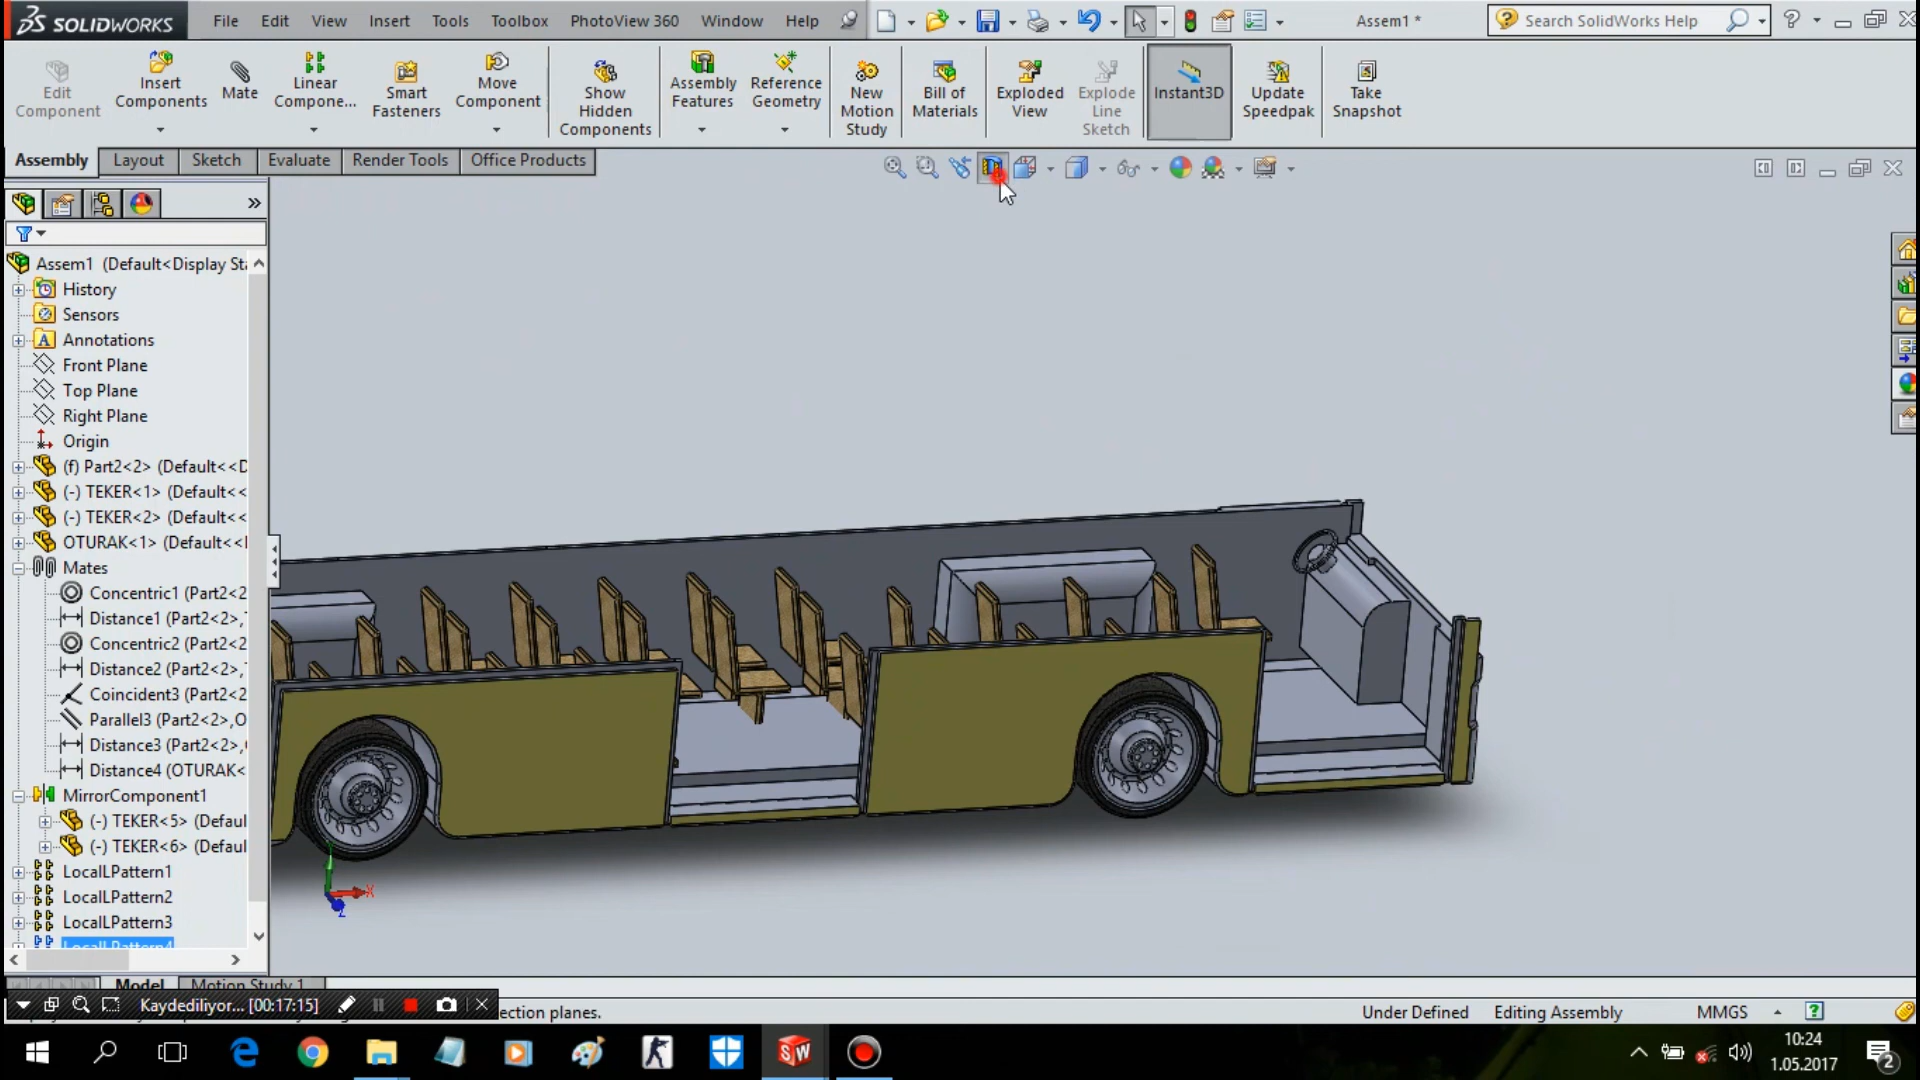 SOLIDWORKS
File Edit View Insert Tools Toolbox PhotoView 360 Window Help
Assem1 *
Search SolidWorks Help
Edit Component
Insert Components
Mate
Linear Compone...
Smart Fasteners
Move Component
Show Hidden Components
Assembly Features
Reference Geometry
New Motion Study
Bill of Materials
Exploded View
Explode Line Sketch
Instant3D
Update Speedpak
Take Snapshot
Assembly Layout Sketch Evaluate Render Tools Office Products
Assem1 (Default<Display Sta
History
Sensors
A Annotations
Front Plane
Top Plane
Right Plane
Origin
(f) Part2<2> (Default<<D
(-) TEKER<1> (Default<<
(-) TEKER<2> (Default<<
OTURAK<1> (Default<<
Mates
Concentric1 (Part2<2
Distance1 (Part2<2>,
Concentric2 (Part2<2
Distance2 (Part2<2>,
Coincident3 (Part2<2
Parallel3 (Part2<2>,O
Distance3 (Part2<2>,
Distance4 (OTURAK<
MirrorComponent1
(-) TEKER<5> (Defaul
(-) TEKER<6> (Defaul
LocalLPattern1
LocalLPattern2
LocalLPattern3
LocalLPattern4
X
Z
Model Motion Study 1
Kaydediliyor... [00:17:15]
ection planes.
Under Defined Editing Assembly MMGS
SW
10:24
1.05.2017
2